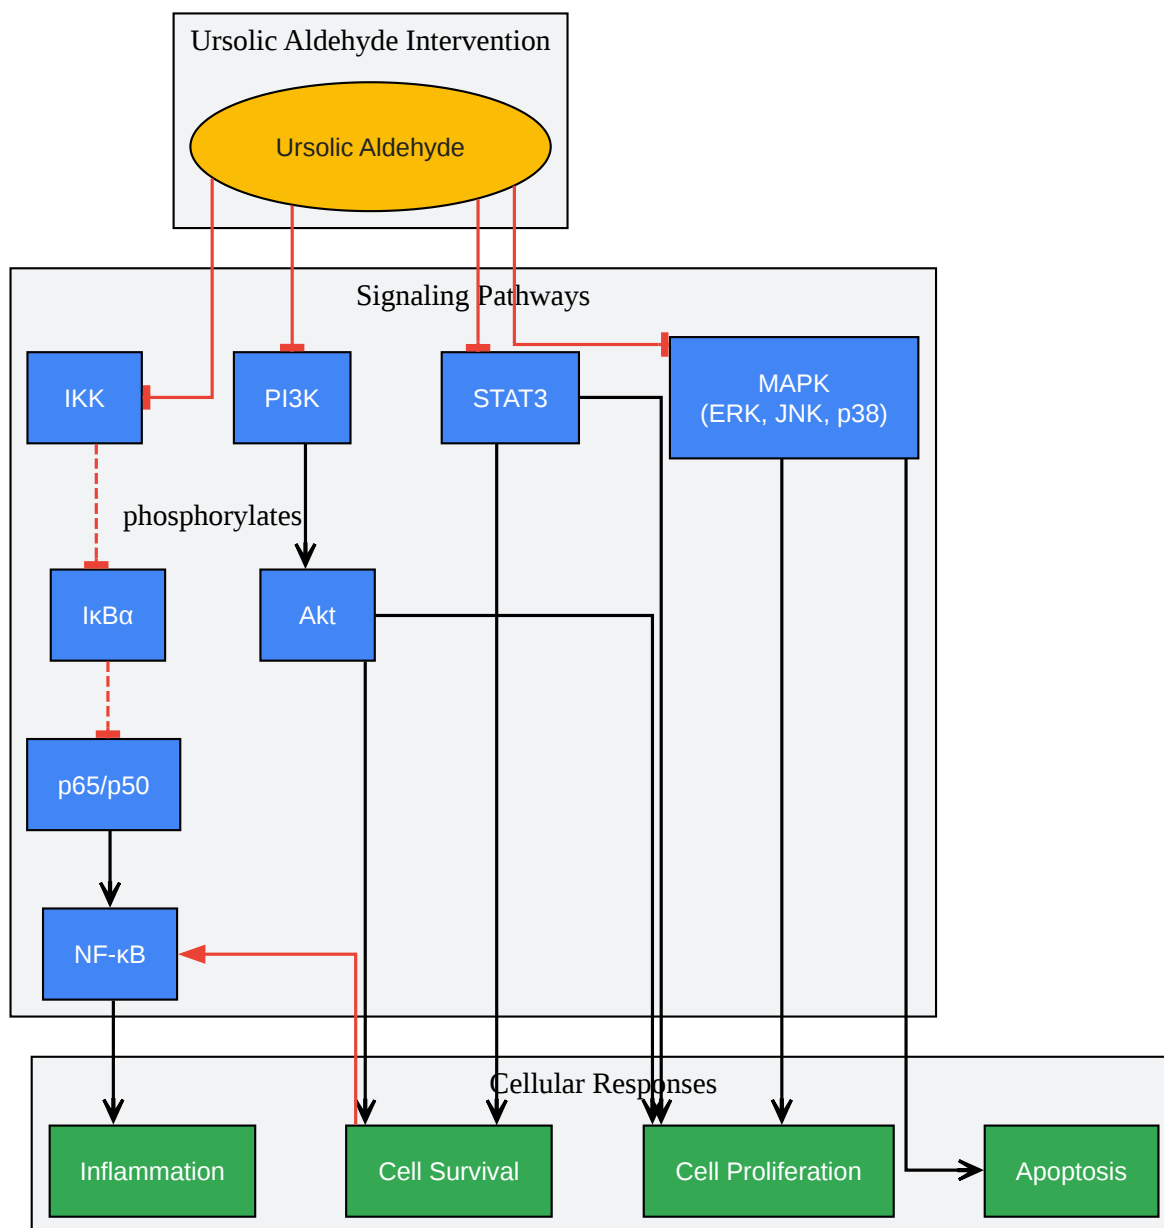 Ursolic Aldehyde Intervention
Ursolic Aldehyde
Signaling Pathways
IKK
PI3K
STAT3
MAPK
(ERK, JNK, p38)
phosphorylates
IκBα
Akt
p65/p50
NF-κB
Cellular Responses
Inflammation
Cell Survival
Cell Proliferation
Apoptosis